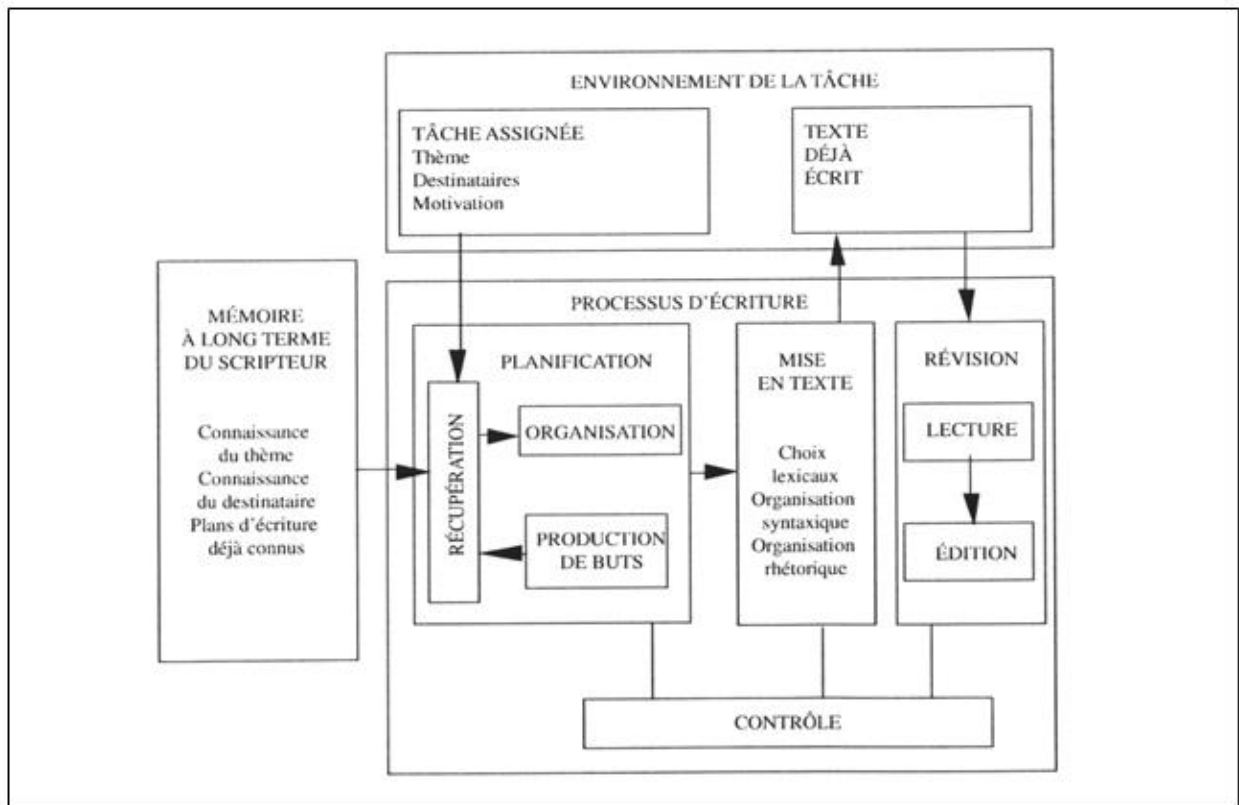 ENVIRONNEMENT DE LA TÂCHE
TÂCHE ASSIGNÉE
Thème
Destinataires
Motivation
TEXTE
DÉJÀ
ÉCRIT
MÉMOIRE
À LONG TERME
DU SCRIPTEUR
Connaissance
du thème
Connaissance
du destinataire
Plans d'écriture
déjà connus
PROCESSUS D'ÉCRITURE
PLANIFICATION
RÉCUPÉRATION
ORGANISATION
PRODUCTION
DE BUTS
MISE
EN TEXTE
Choix
lexicaux
Organisation
syntaxique
Organisation
rhétorique
RÉVISION
LECTURE
ÉDITION
CONTRÔLE